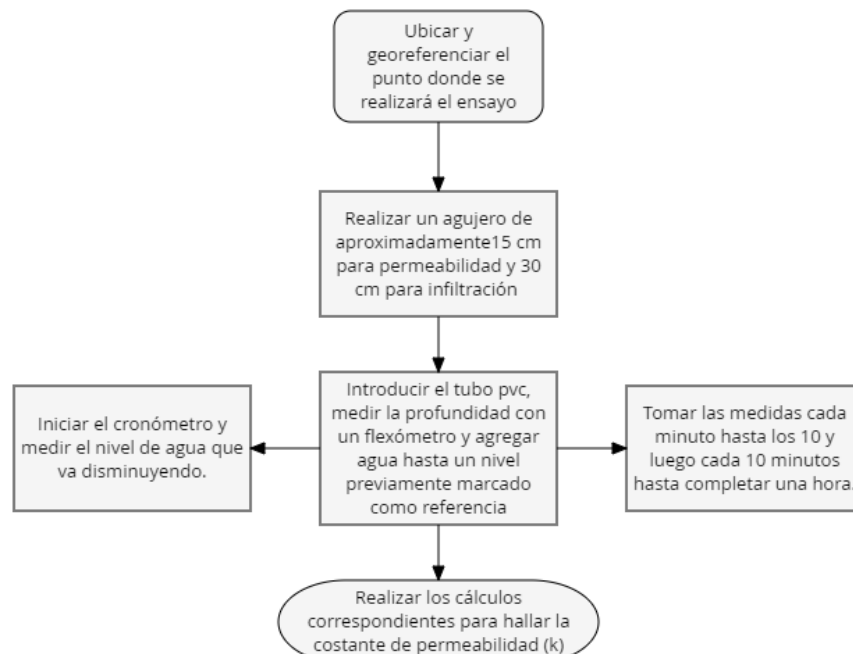 Ubicar y
georeferenciar el
punto donde se
realizará el ensayo
Realizar un agujero de
aproximadamente15 cm
para permeabilidad y 30
cm para infiltración
Iniciar el cronómetro y
medir el nivel de agua que
va disminuyendo.
Introducir el tubo pvc,
medir la profundidad con
un flexómetro y agregar
agua hasta un nivel
previamente marcado
como referencia
Tomar las medidas cada
minuto hasta los 10 y
luego cada 10 minutos
hasta completar una hora.
Realizar los cálculos
correspondientes para hallar la
costante de permeabilidad (k)